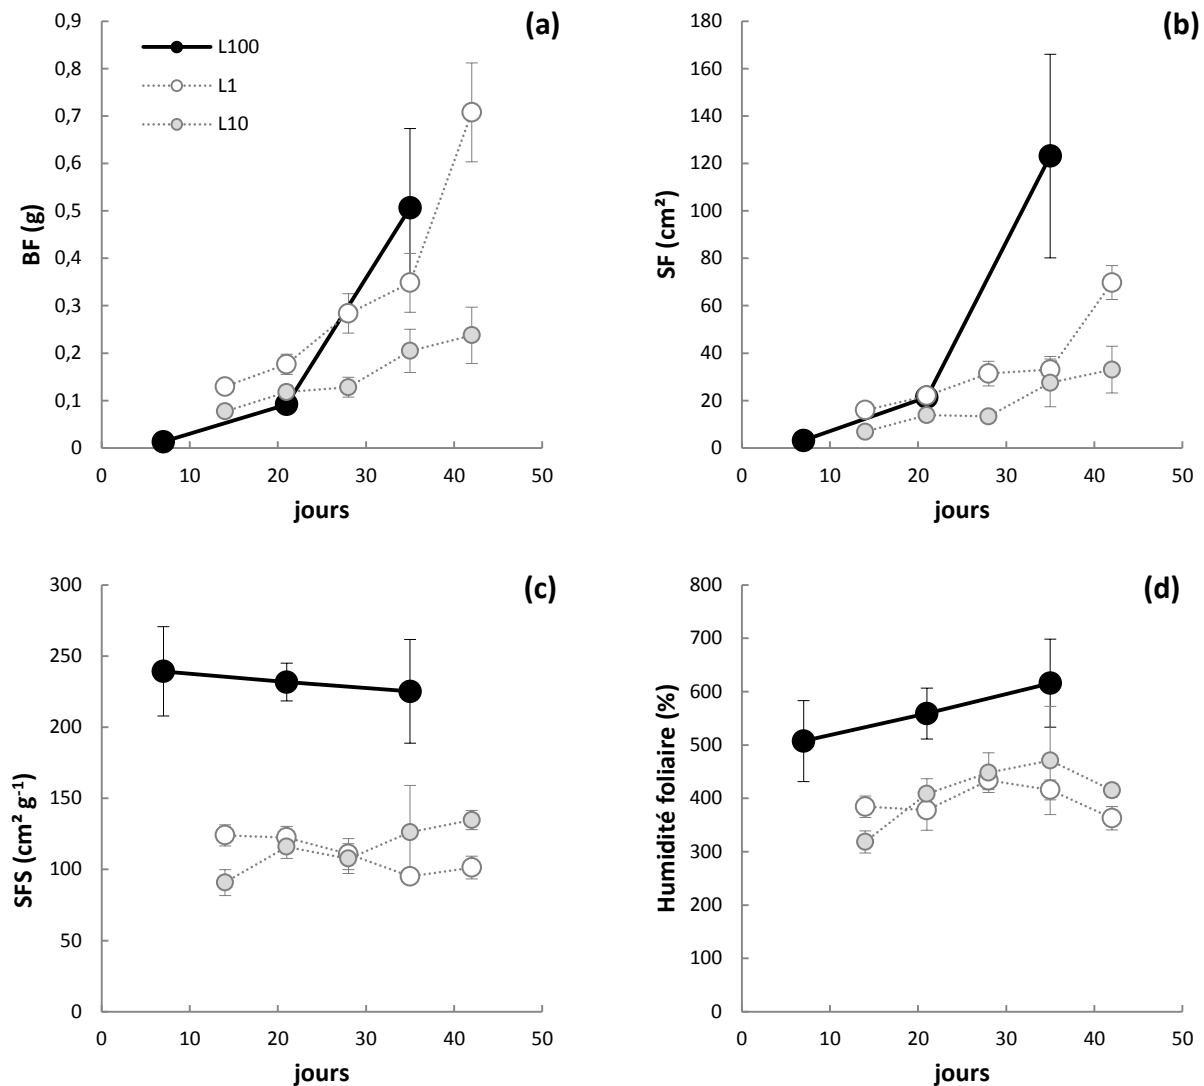 (a)
0,9
0,8
0,7
0,6
0,5
0,4
0,3
0,2
0,1
0
BF (g)
L100
L1
L10
0 10 20 30 40 50
jours
(b)
180
160
140
120
100
80
60
40
20
0
SF (cm²)
0 10 20 30 40 50
jours
(c)
300
250
200
150
100
50
0
SFS (cm² g⁻¹)
0 10 20 30 40 50
jours
(d)
800
700
600
500
400
300
200
100
0
Humidité foliaire (%)
0 10 20 30 40 50
jours